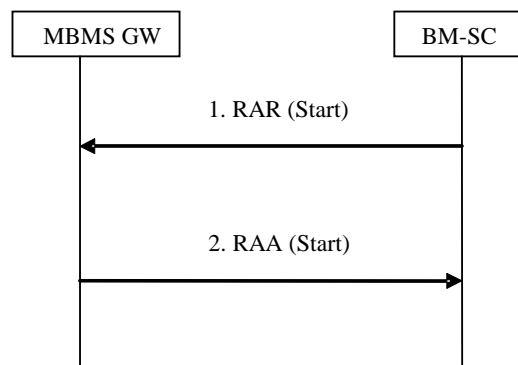 MBMS GW
BM-SC
1. RAR (Start)
2. RAA (Start)